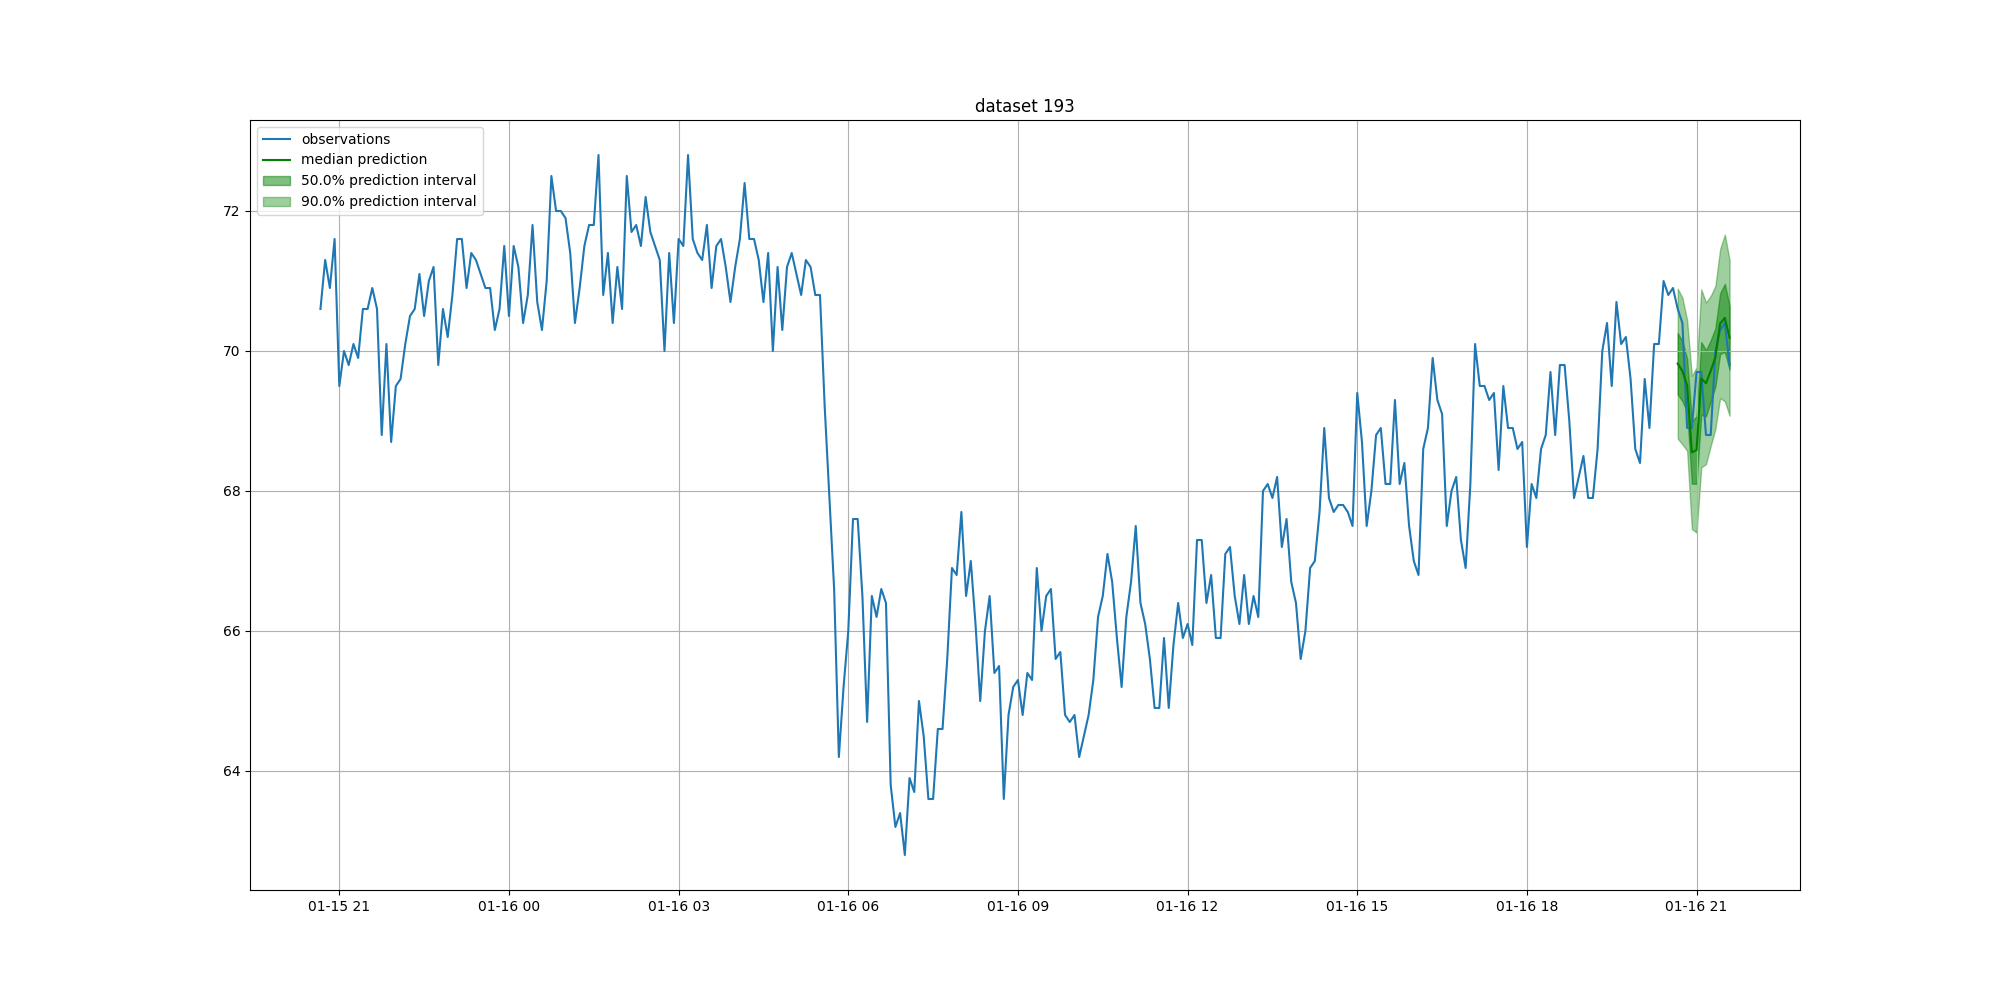 dataset 193
observations
median prediction
50.0% prediction interval
90.0% prediction interval
72
70
68
66
64
01-15 21
01-16 00
01-16 03
01-16 06
01-16 09
01-16 12
01-16 15
01-16 18
01-16 21